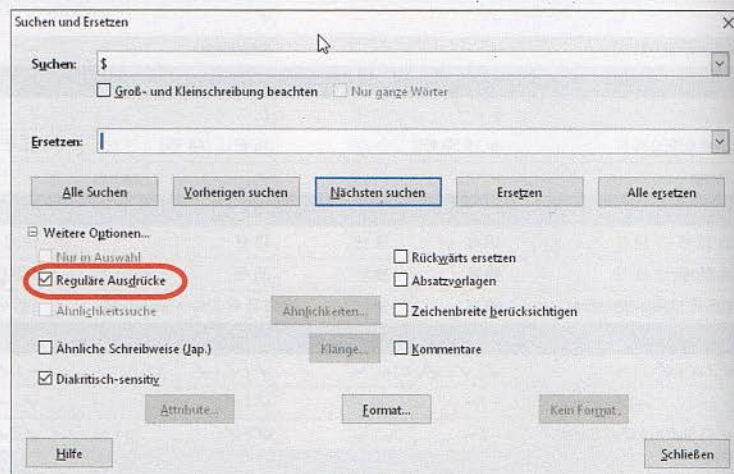 Suchen und Ersetzen
Suchen: $
Groß- und Kleinschreibung beachten Nur ganze Wörter
Ersetzen:
Alle Suchen Vorherigen suchen Nächsten suchen Ersetzen Alle ersetzen
Weitere Optionen...
Nur in Auswahl Rückwärts ersetzen
Reguläre Ausdrücke Absatzvorlagen
Ähnlichkeitssuche Ähnlichkeiten... Zeichenbreite berücksichtigen
Ähnliche Schreibweise (Jap.) Klänge... Kommentare
Diakritisch-sensitiv
Attribute... Format... Kein Format
Hilfe Schließen